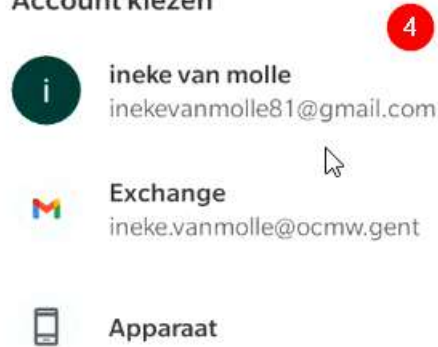 Account kiezen
4
i
ineke van molle
inekevanmolle81@gmail.com
Exchange
ineke.vanmolle@ocmw.gent
Apparaat